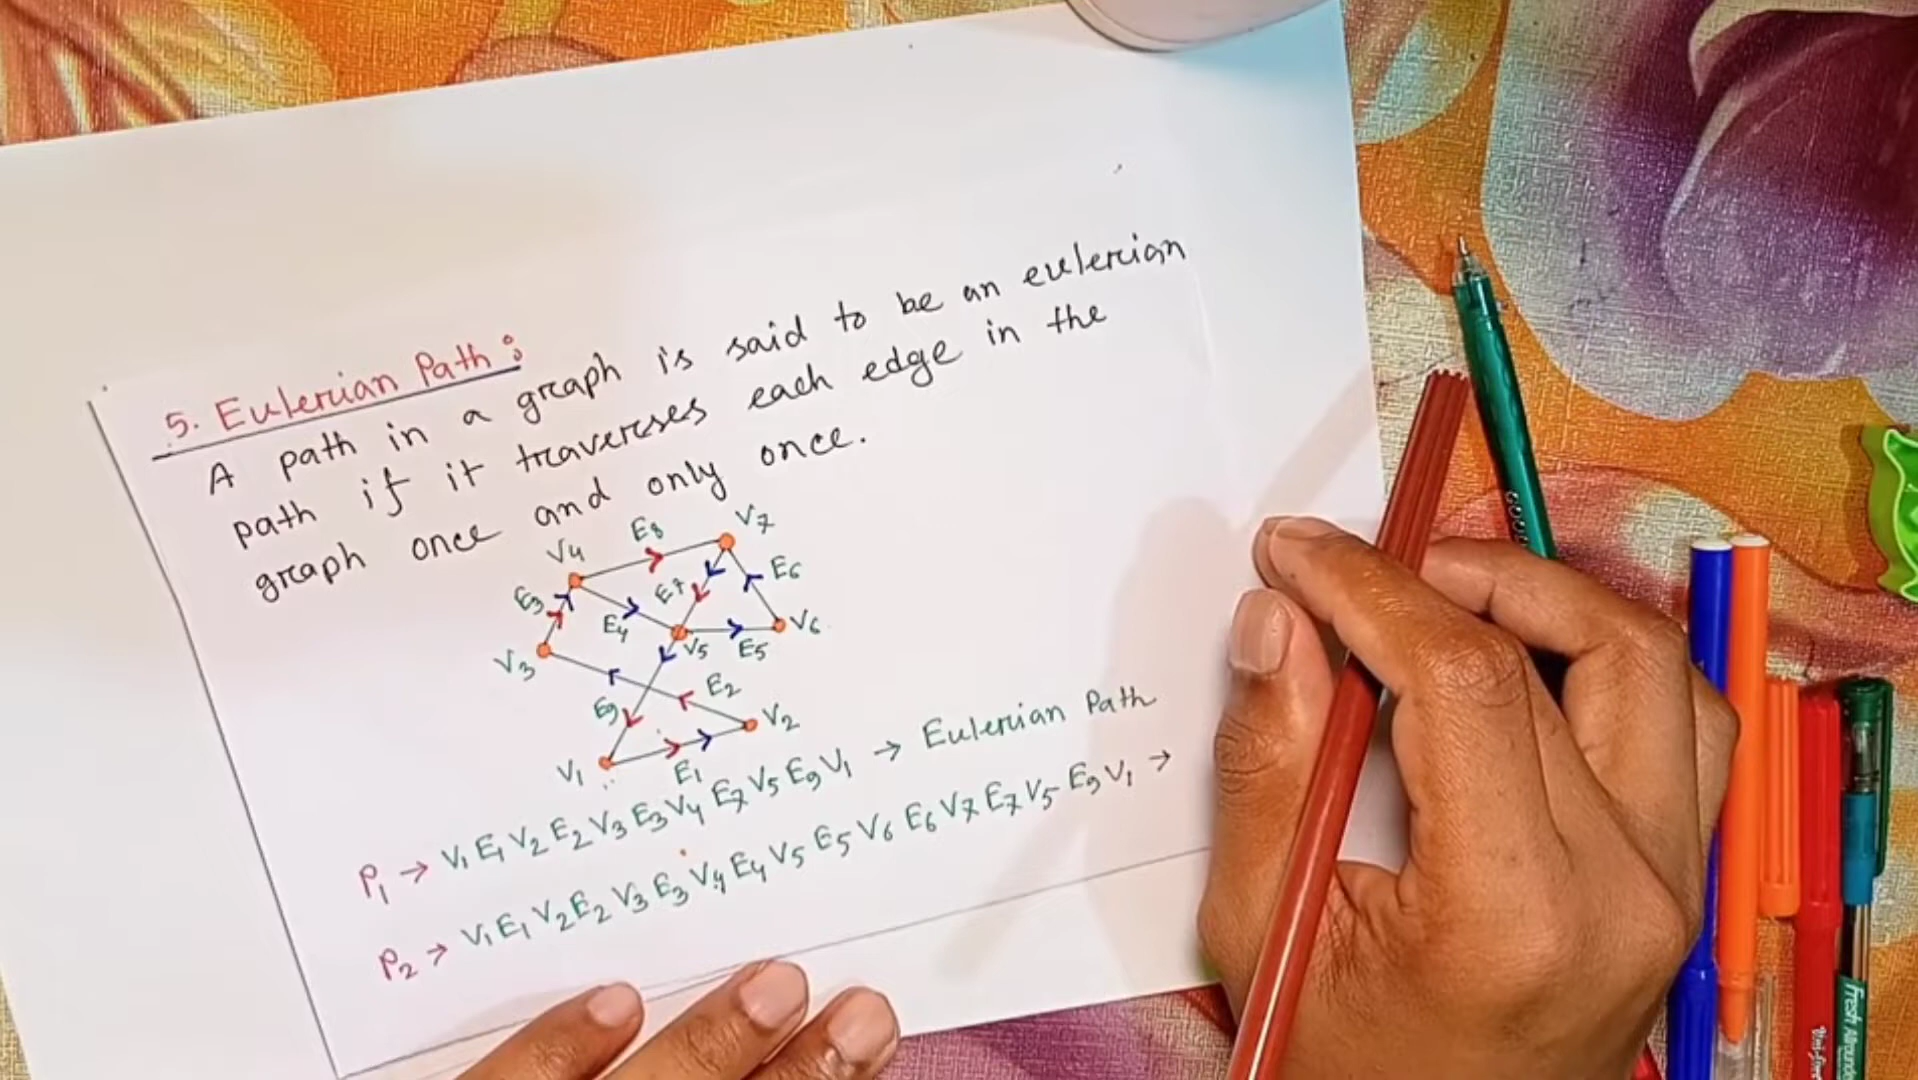 5. Eulerian Path :
A path in a graph is said to be an eulerian
path if it traverses each edge in the
graph once and only once.
V7
E8
V4
E6
E7
E3
E4
V6
V5 E5
V3
E2
E9
V2
V1
E1
P1 → V1 E1 V2 E2 V3 E3 V4 E7 V5 E9 V1 → Eulerian Path
P2 → V1 E1 V2 E2 V3 E3 V4 E4 V5 E5 V6 E6 V7 E7 V5 E9 V1 →